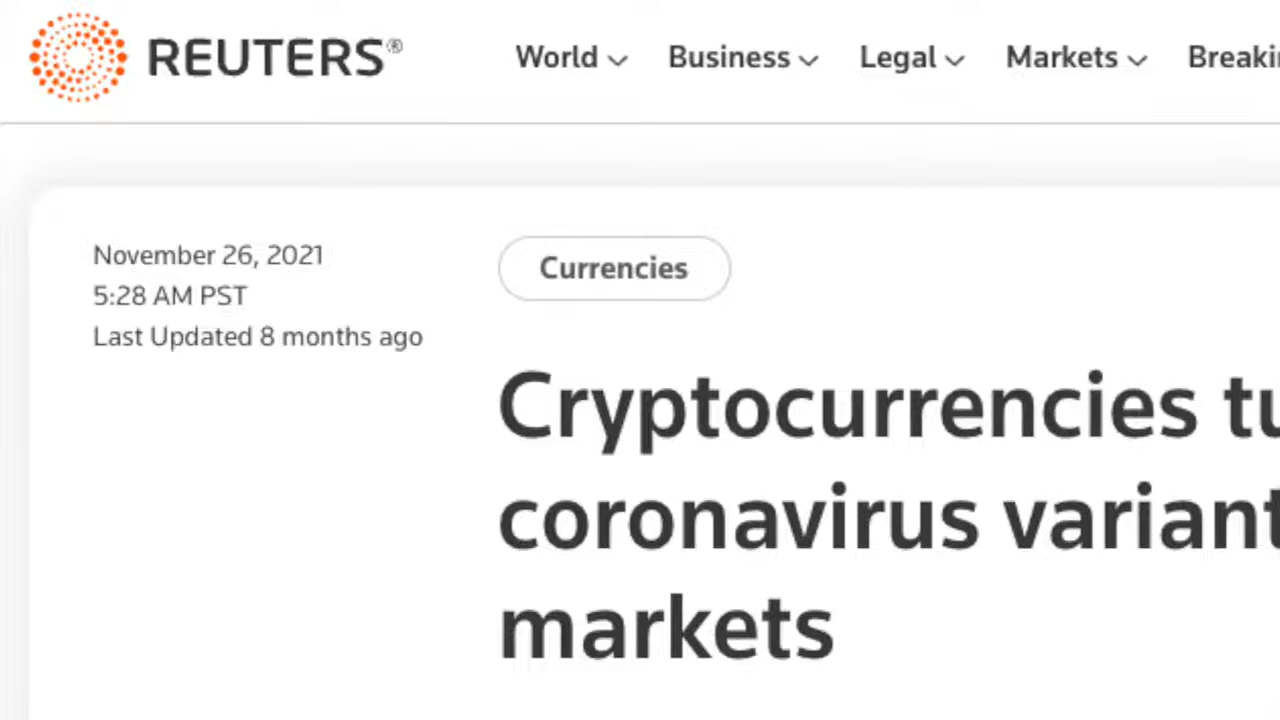 REUTERS®
World Business Legal Markets
November 26, 2021
5:28 AM PST
Last Updated 8 months ago
Currencies
Cryptocurrencies
coronavirus variant
markets